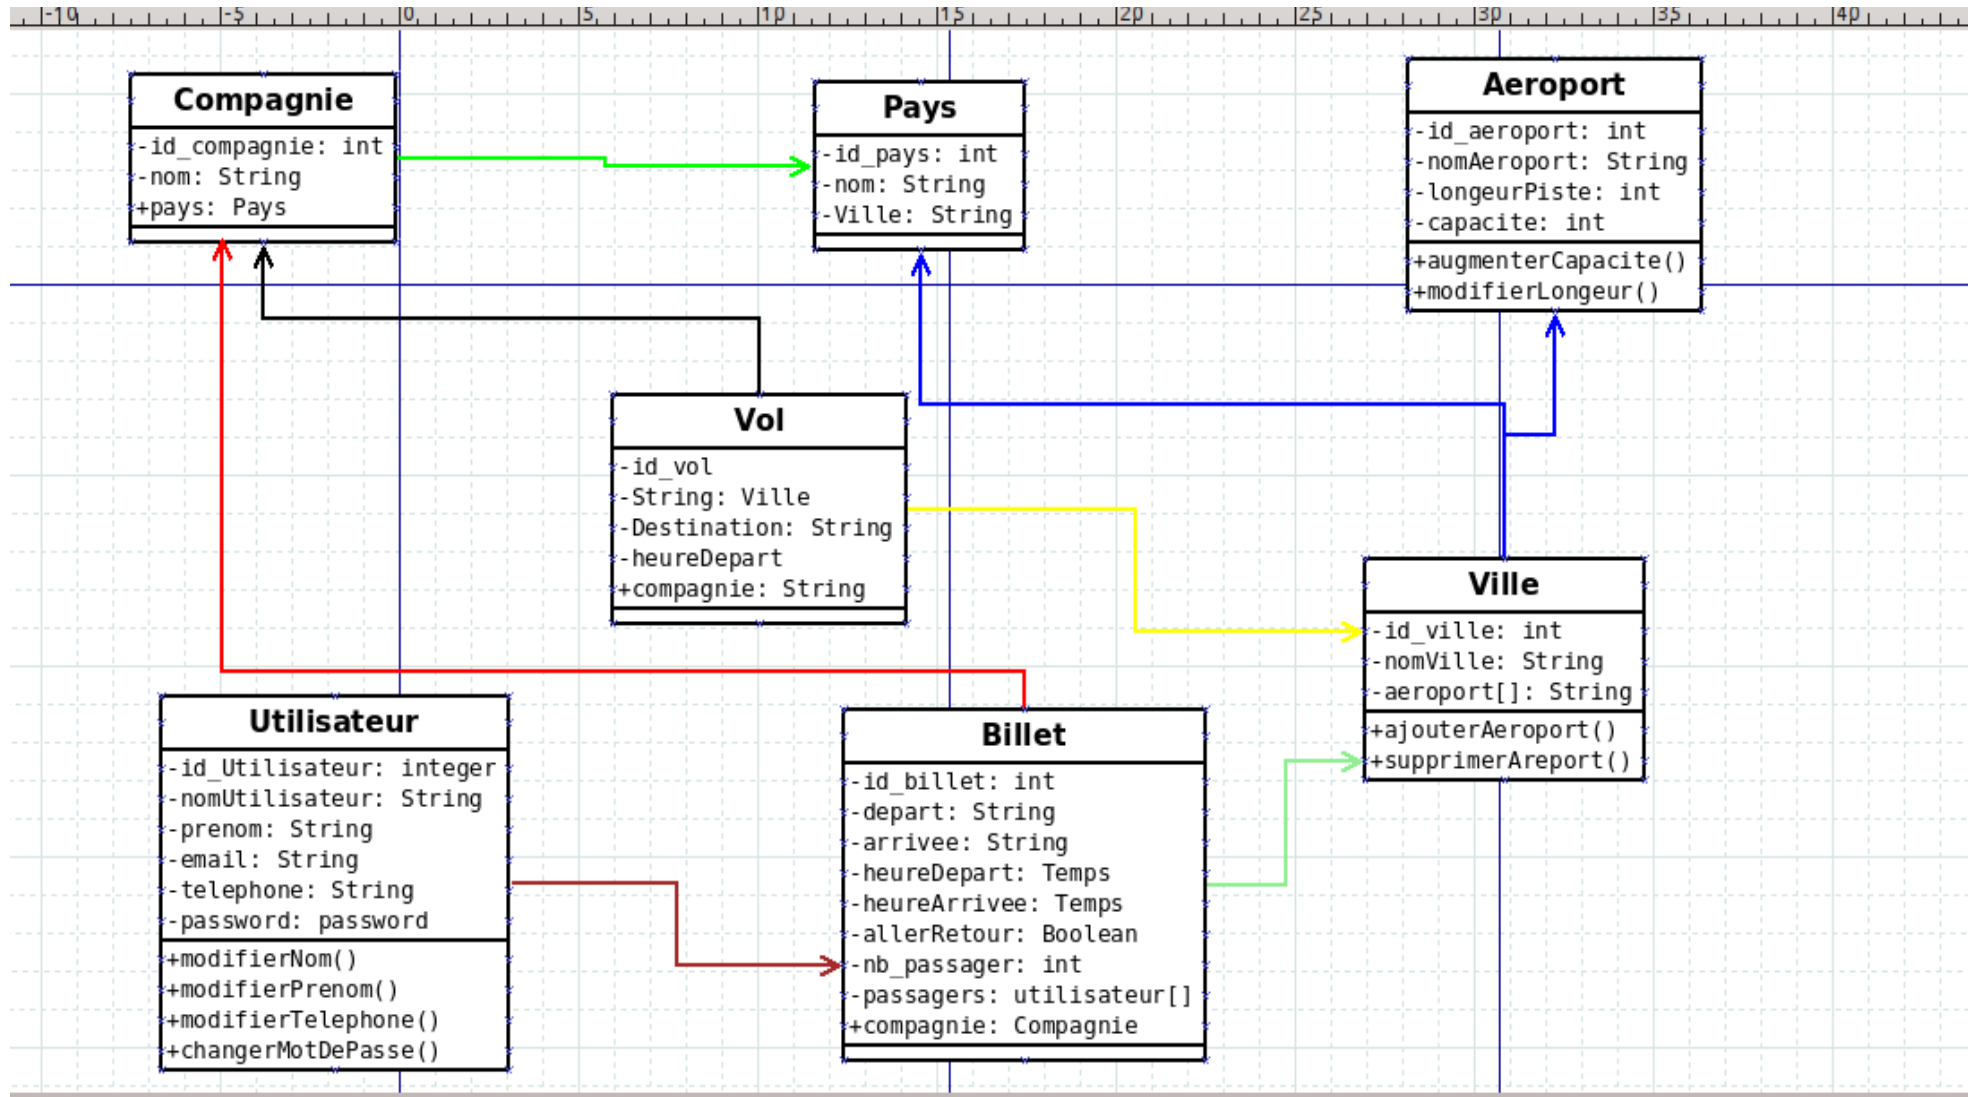 -10 -5 0 5 10 15 20 25 30 35 40
Compagnie
-id_compagnie: int
-nom: String
+pays: Pays
Pays
-id_pays: int
-nom: String
-Ville: String
Aeroport
-id_aeroport: int
-nomAeroport: String
-longeurPiste: int
-capacite: int
+augmenterCapacite()
+modifierLongeur()
Vol
-id_vol
-String: Ville
-Destination: String
-heureDepart
+compagnie: String
Ville
-id_ville: int
-nomVille: String
-aeroport[]: String
+ajouterAeroport()
+supprimerAreport()
Utilisateur
-id_Utilisateur: integer
-nomUtilisateur: String
-prenom: String
-email: String
-telephone: String
-password: password
+modifierNom()
+modifierPrenom()
+modifierTelephone()
+changerMotDePasse()
Billet
-id_billet: int
-depart: String
-arrivee: String
-heureDepart: Temps
-heureArrivee: Temps
-allerRetour: Boolean
-nb_passager: int
-passagers: utilisateur[]
+compagnie: Compagnie